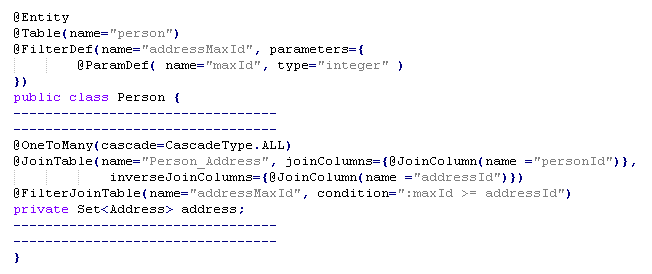 @Entity
@Table(name="person")
@FilterDef(name="addressMaxId", parameters={
@ParamDef( name="maxId", type="integer" )
})
public class Person {
---------------------------------
---------------------------------
@OneToMany(cascade=CascadeType.ALL)
@JoinTable(name="Person_Address", joinColumns={@JoinColumn(name ="personId")},
inverseJoinColumns={@JoinColumn(name ="addressId")})
@FilterJoinTable(name="addressMaxId", condition=":maxId >= addressId")
private Set<Address> address;
---------------------------------
---------------------------------
}